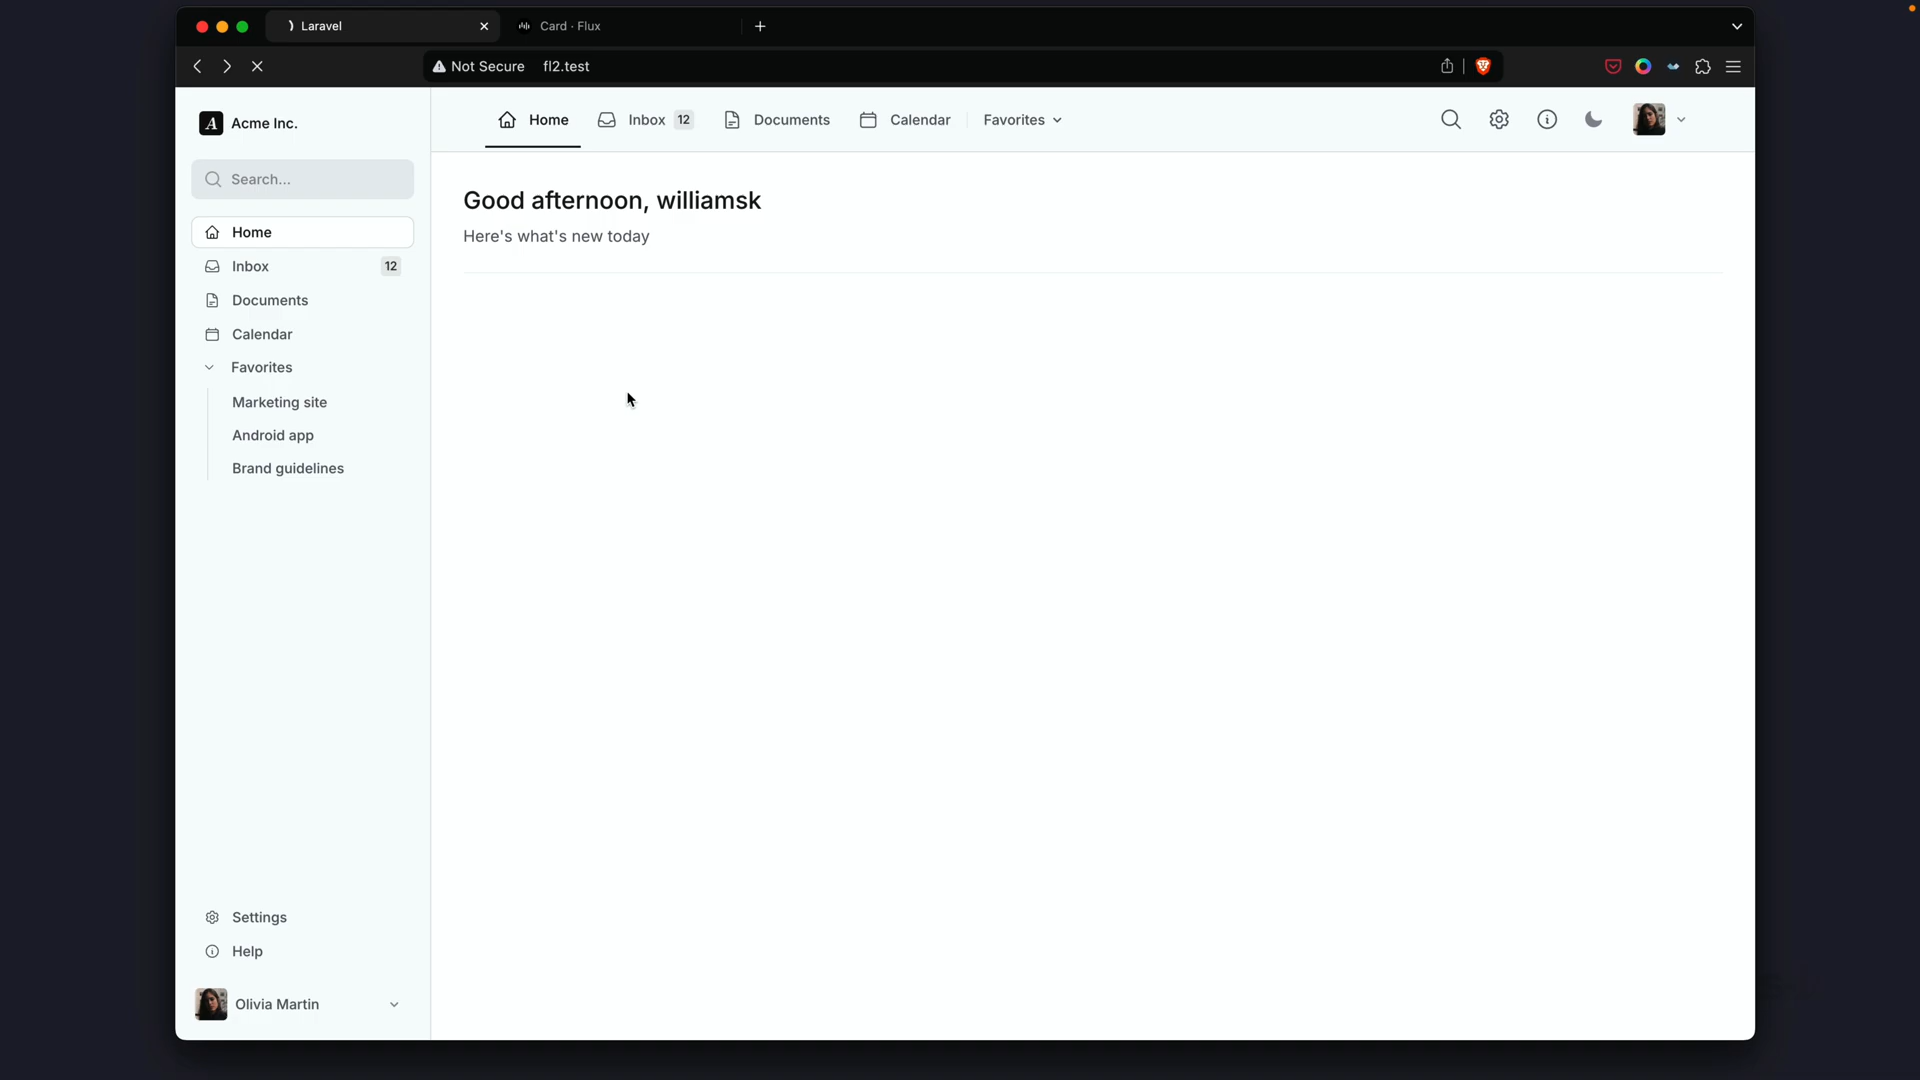 Laravel
Card · Flux
Not Secure fl2.test
A Acme Inc.
Search...
Home
Inbox 12
Documents
Calendar
Favorites
Marketing site
Android app
Brand guidelines
Settings
Help
Olivia Martin
Home Inbox 12 Documents Calendar Favorites
Good afternoon, williamsk
Here's what's new today